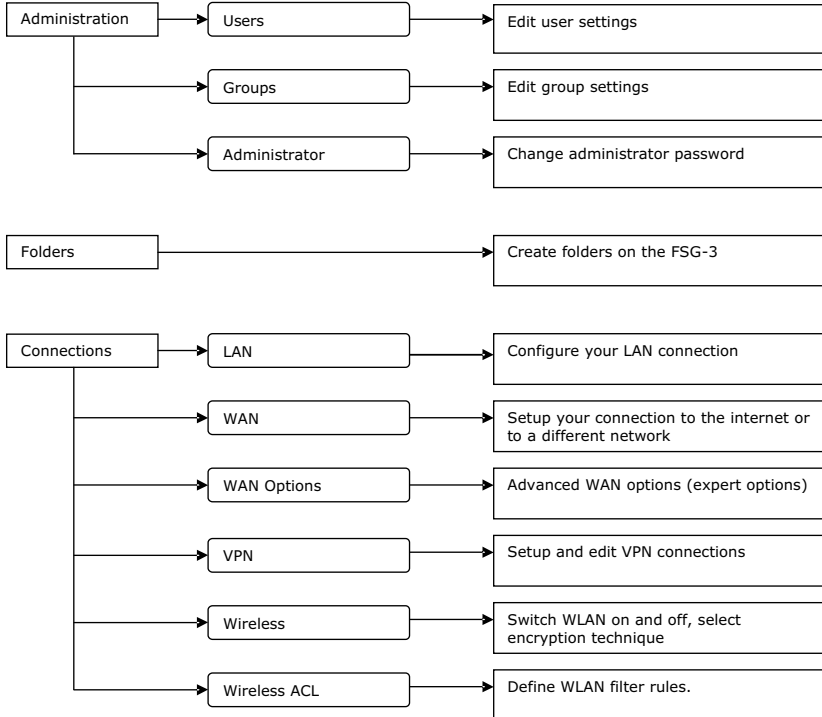 Administration
Users
Edit user settings
Groups
Edit group settings
Administrator
Change administrator password
Folders
Create folders on the FSG-3
Connections
LAN
Configure your LAN connection
WAN
Setup your connection to the internet or
to a different network
WAN Options
Advanced WAN options (expert options)
VPN
Setup and edit VPN connections
Wireless
Switch WLAN on and off, select
encryption technique
Wireless ACL
Define WLAN filter rules.